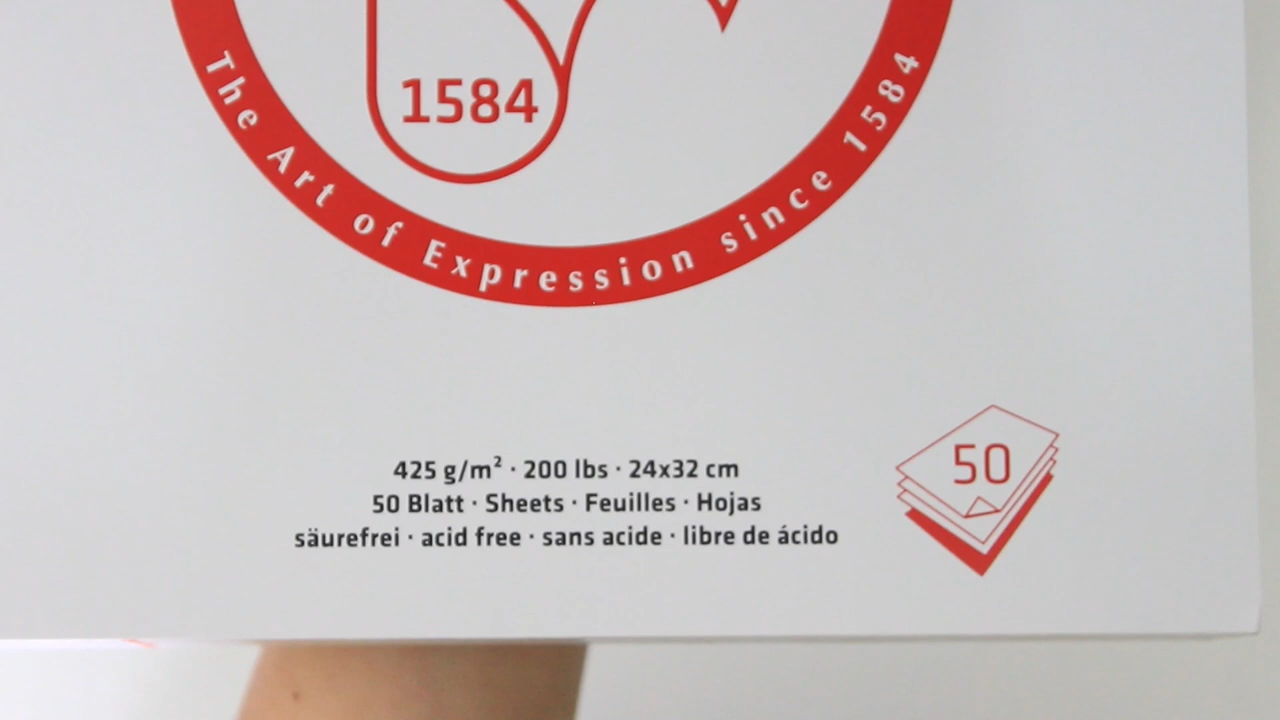 1584
The Art of Expression since 1584
425 g/m² · 200 lbs · 24x32 cm
50 Blatt · Sheets · Feuilles · Hojas
säurefrei · acid free · sans acide · libre de ácido
50